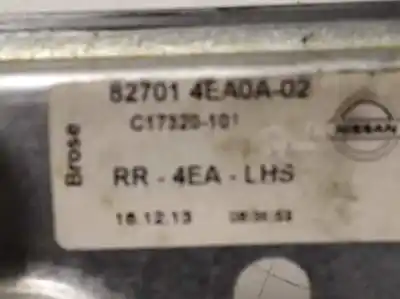 82701 4EA0A-02
C17320-101
NISSAN
Brose
RR - 4EA - LHS
16.12.13